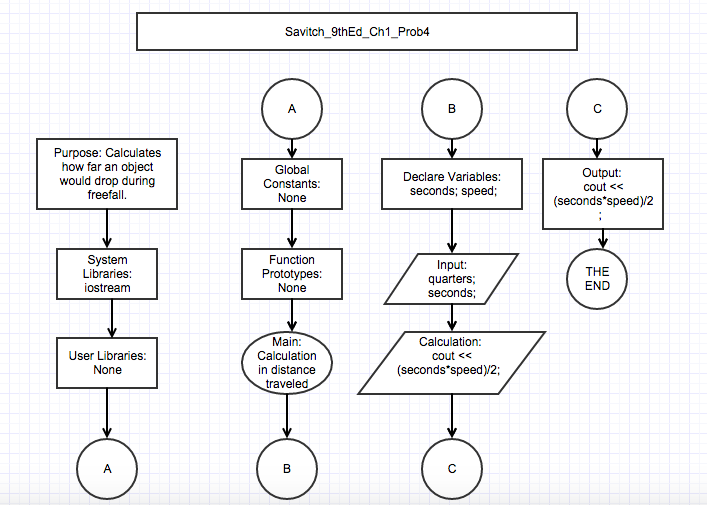 Savitch_9thEd_Ch1_Prob4
Purpose: Calculates
how far an object
would drop during
freefall.
System
Libraries:
iostream
User Libraries:
None
A
A
Global
Constants:
None
Function
Prototypes:
None
Main:
Calculation
in distance
traveled
B
B
Declare Variables:
seconds; speed;
Input:
quarters;
seconds;
Calculation:
cout <<
(seconds*speed)/2;
C
C
Output:
cout <<
(seconds*speed)/2
;
THE
END